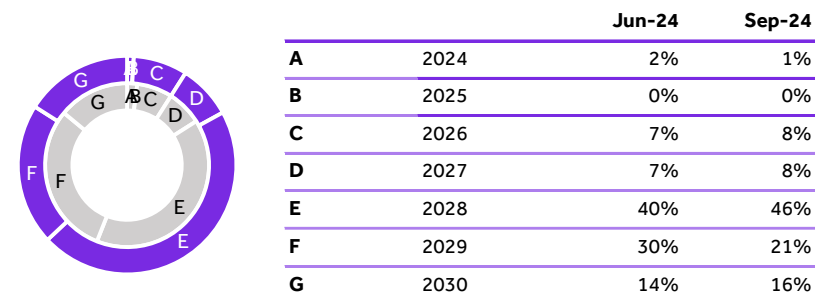 Jun-24 Sep-24
A 2024 2% 1%
B 2025 0% 0%
C 2026 7% 8%
D 2027 7% 8%
E 2028 40% 46%
F 2029 30% 21%
G 2030 14% 16%
B
C
G
D
G
A
B
C
D
F
F
E
E